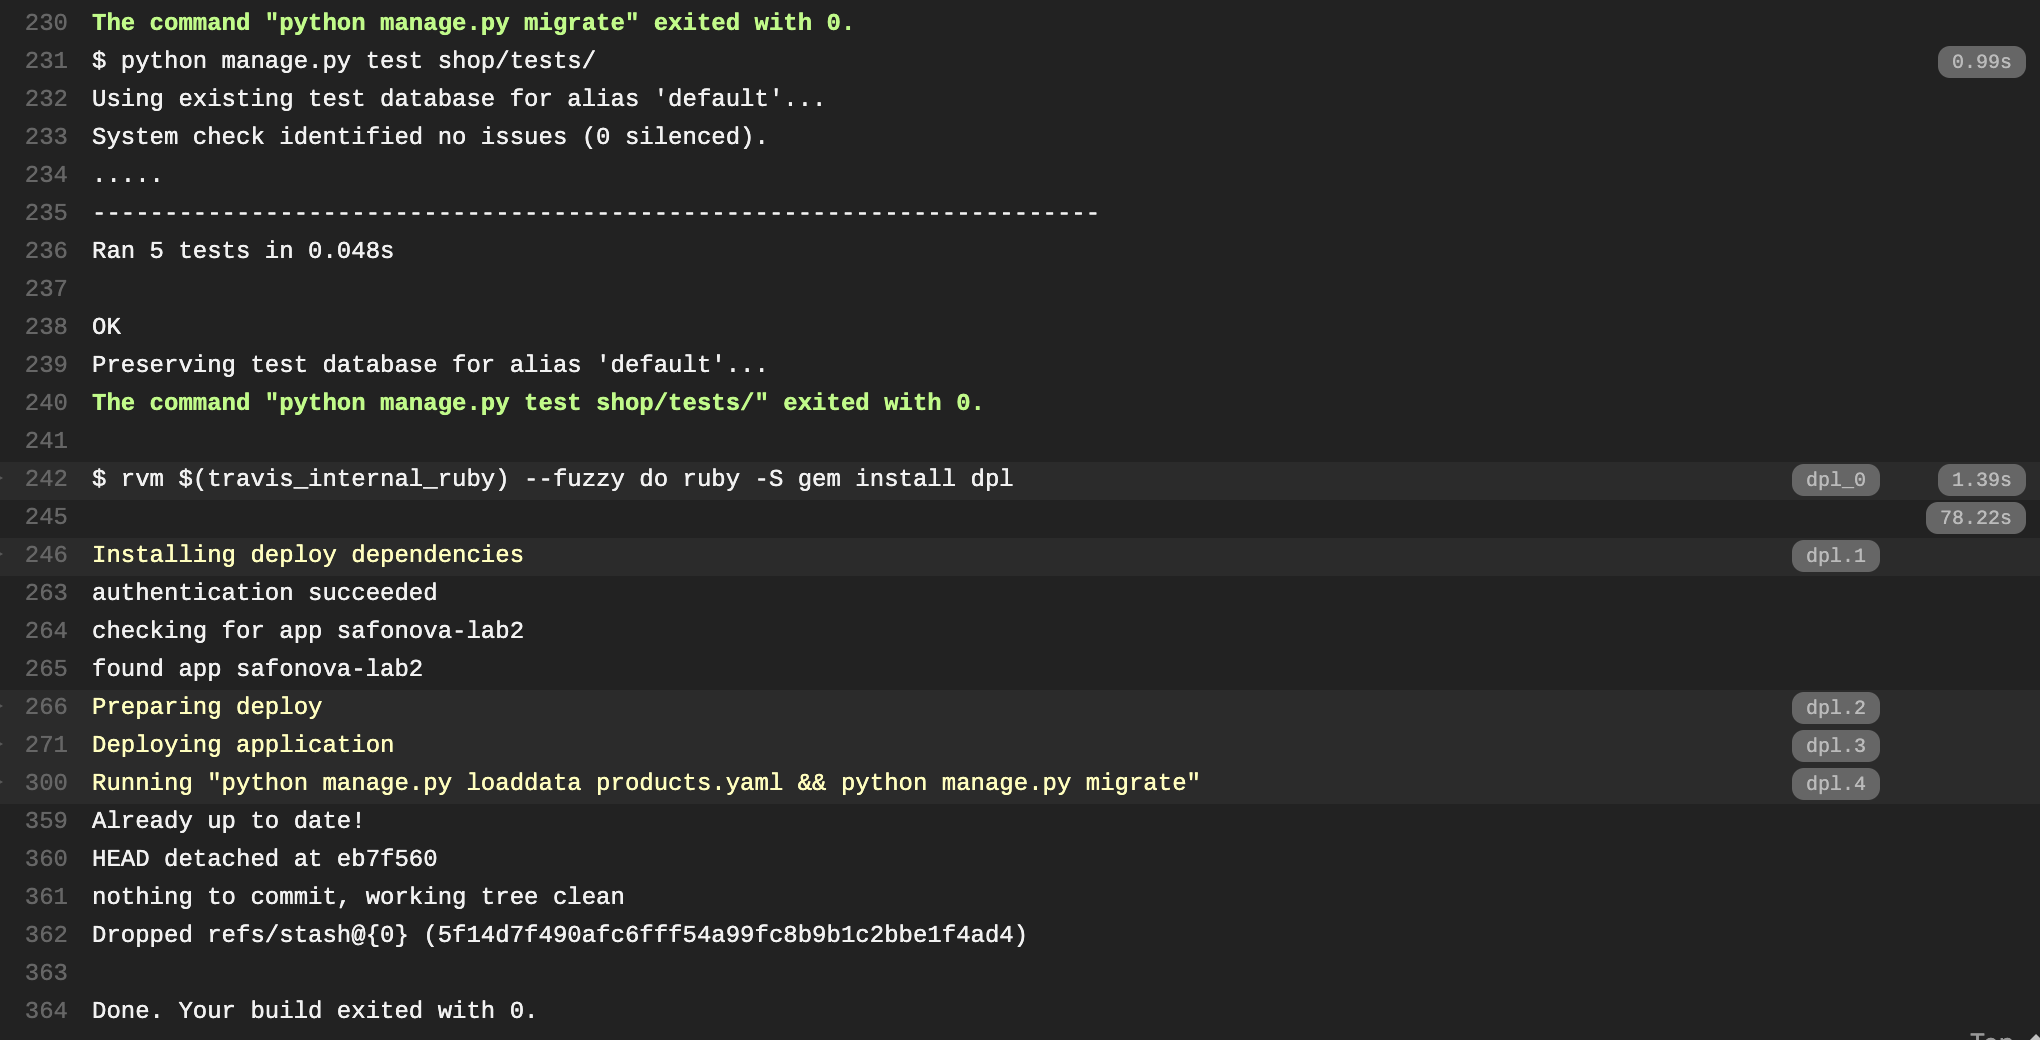 230 The command "python manage.py migrate" exited with 0.
231 $ python manage.py test shop/tests/ 0.99s
232 Using existing test database for alias 'default'...
233 System check identified no issues (0 silenced).
234 .....
235 ----------------------------------------------------------------------
236 Ran 5 tests in 0.048s
237
238 OK
239 Preserving test database for alias 'default'...
240 The command "python manage.py test shop/tests/" exited with 0.
241
242 $ rvm $(travis_internal_ruby) --fuzzy do ruby -S gem install dpl dpl_0 1.39s
245 78.22s
246 Installing deploy dependencies dpl.1
263 authentication succeeded
264 checking for app safonova-lab2
265 found app safonova-lab2
266 Preparing deploy dpl.2
271 Deploying application dpl.3
300 Running "python manage.py loaddata products.yaml && python manage.py migrate" dpl.4
359 Already up to date!
360 HEAD detached at eb7f560
361 nothing to commit, working tree clean
362 Dropped refs/stash@{0} (5f14d7f490afc6fff54a99fc8b9b1c2bbe1f4ad4)
363
364 Done. Your build exited with 0.